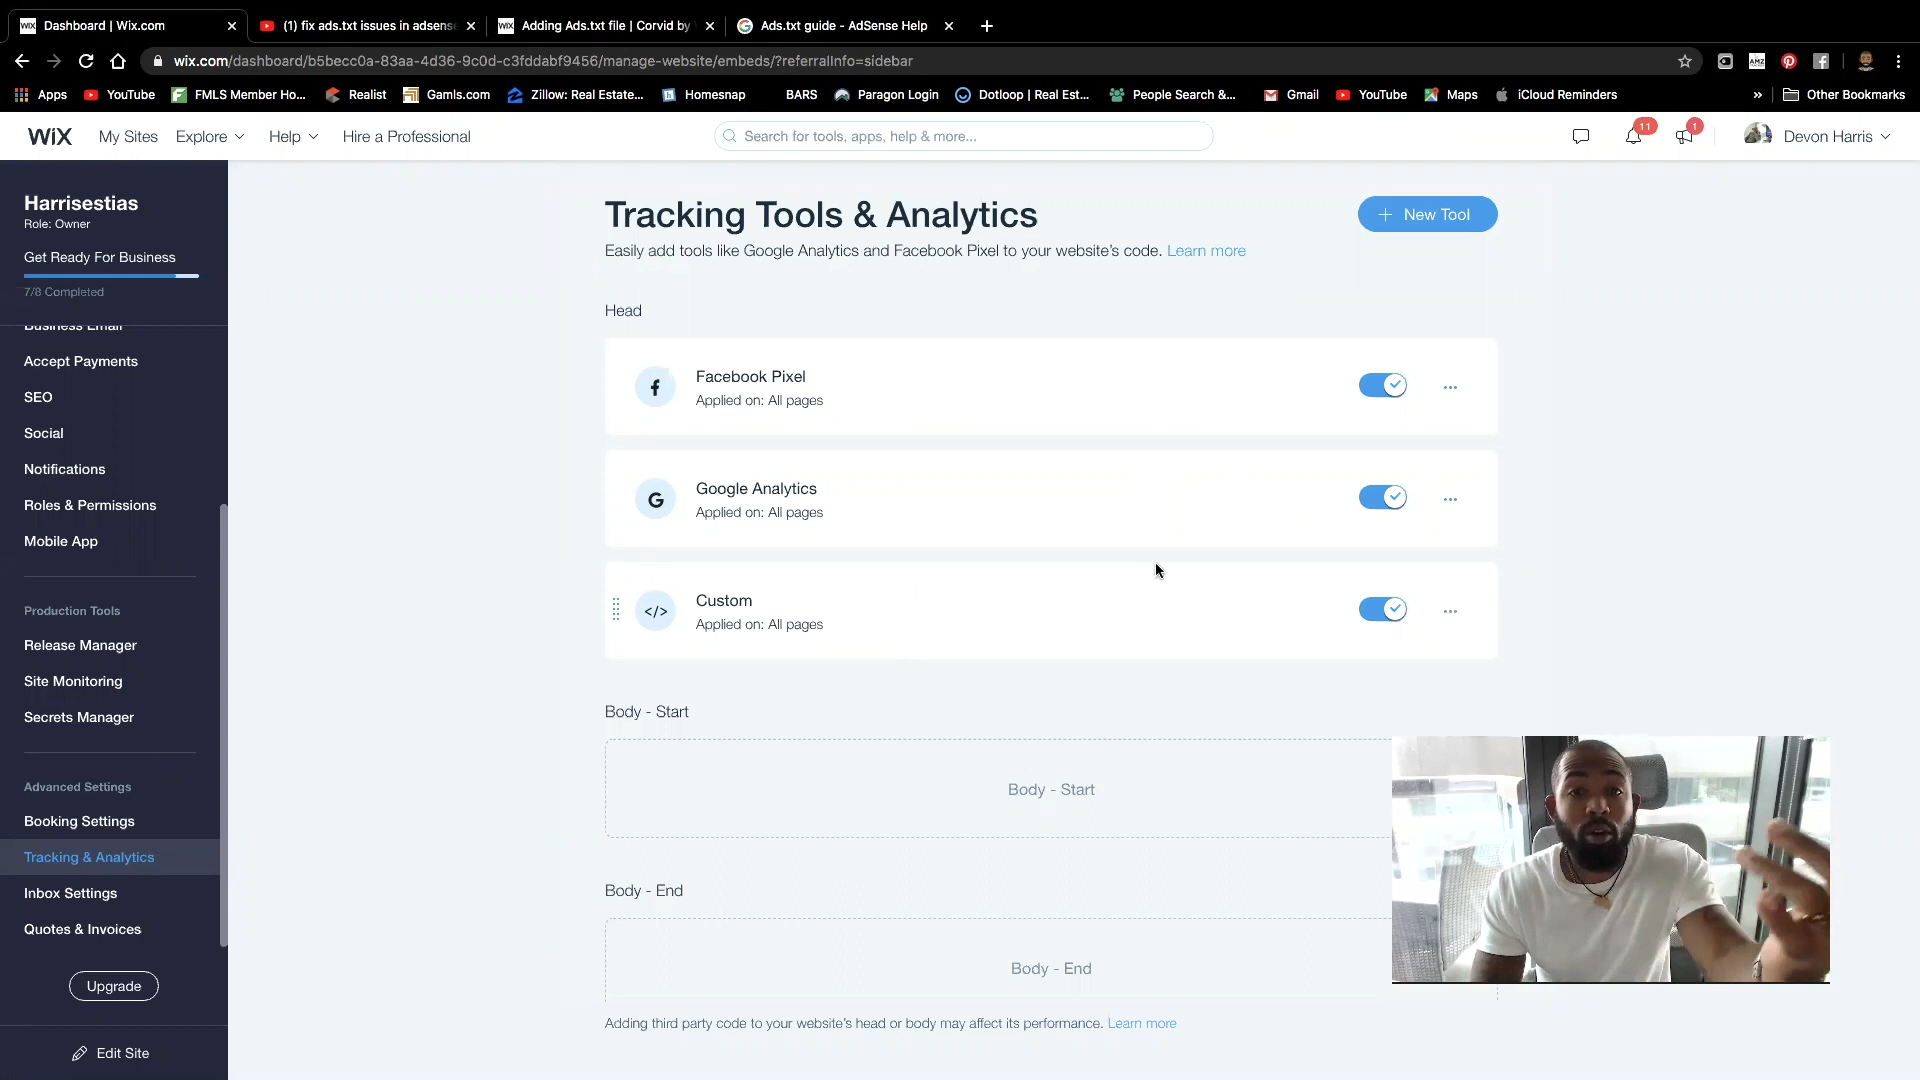 WiX Dashboard | Wix.com
(1) fix ads.txt issues in adsense
WiX Adding Ads.txt file | Corvid by
Ads.txt guide - AdSense Help
wix.com/dashboard/b5becc0a-83aa-4d36-9c0d-c3fddabf9456/manage-website/embeds/?referralInfo=sidebar
AMZ
Apps
YouTube
FMLS Member Ho...
Realist
Gamls.com
Zillow: Real Estate...
Homesnap
BARS
Paragon Login
Dotloop | Real Est...
People Search &...
Gmail
YouTube
Maps
iCloud Reminders
»
Other Bookmarks
WiX
My Sites
Explore
Help
Hire a Professional
Search for tools, apps, help & more...
11
1
Devon Harris
Harrisestias
Role: Owner
Get Ready For Business
7/8 Completed
Business Email
Accept Payments
SEO
Social
Notifications
Roles & Permissions
Mobile App
Production Tools
Release Manager
Site Monitoring
Secrets Manager
Advanced Settings
Booking Settings
Tracking & Analytics
Inbox Settings
Quotes & Invoices
Upgrade
Edit Site
Tracking Tools & Analytics
+ New Tool
Easily add tools like Google Analytics and Facebook Pixel to your website's code. Learn more
Head
Facebook Pixel
Applied on: All pages
G
Google Analytics
Applied on: All pages
</>
Custom
Applied on: All pages
Body - Start
Body - Start
Body - End
Body - End
Adding third party code to your website's head or body may affect its performance. Learn more